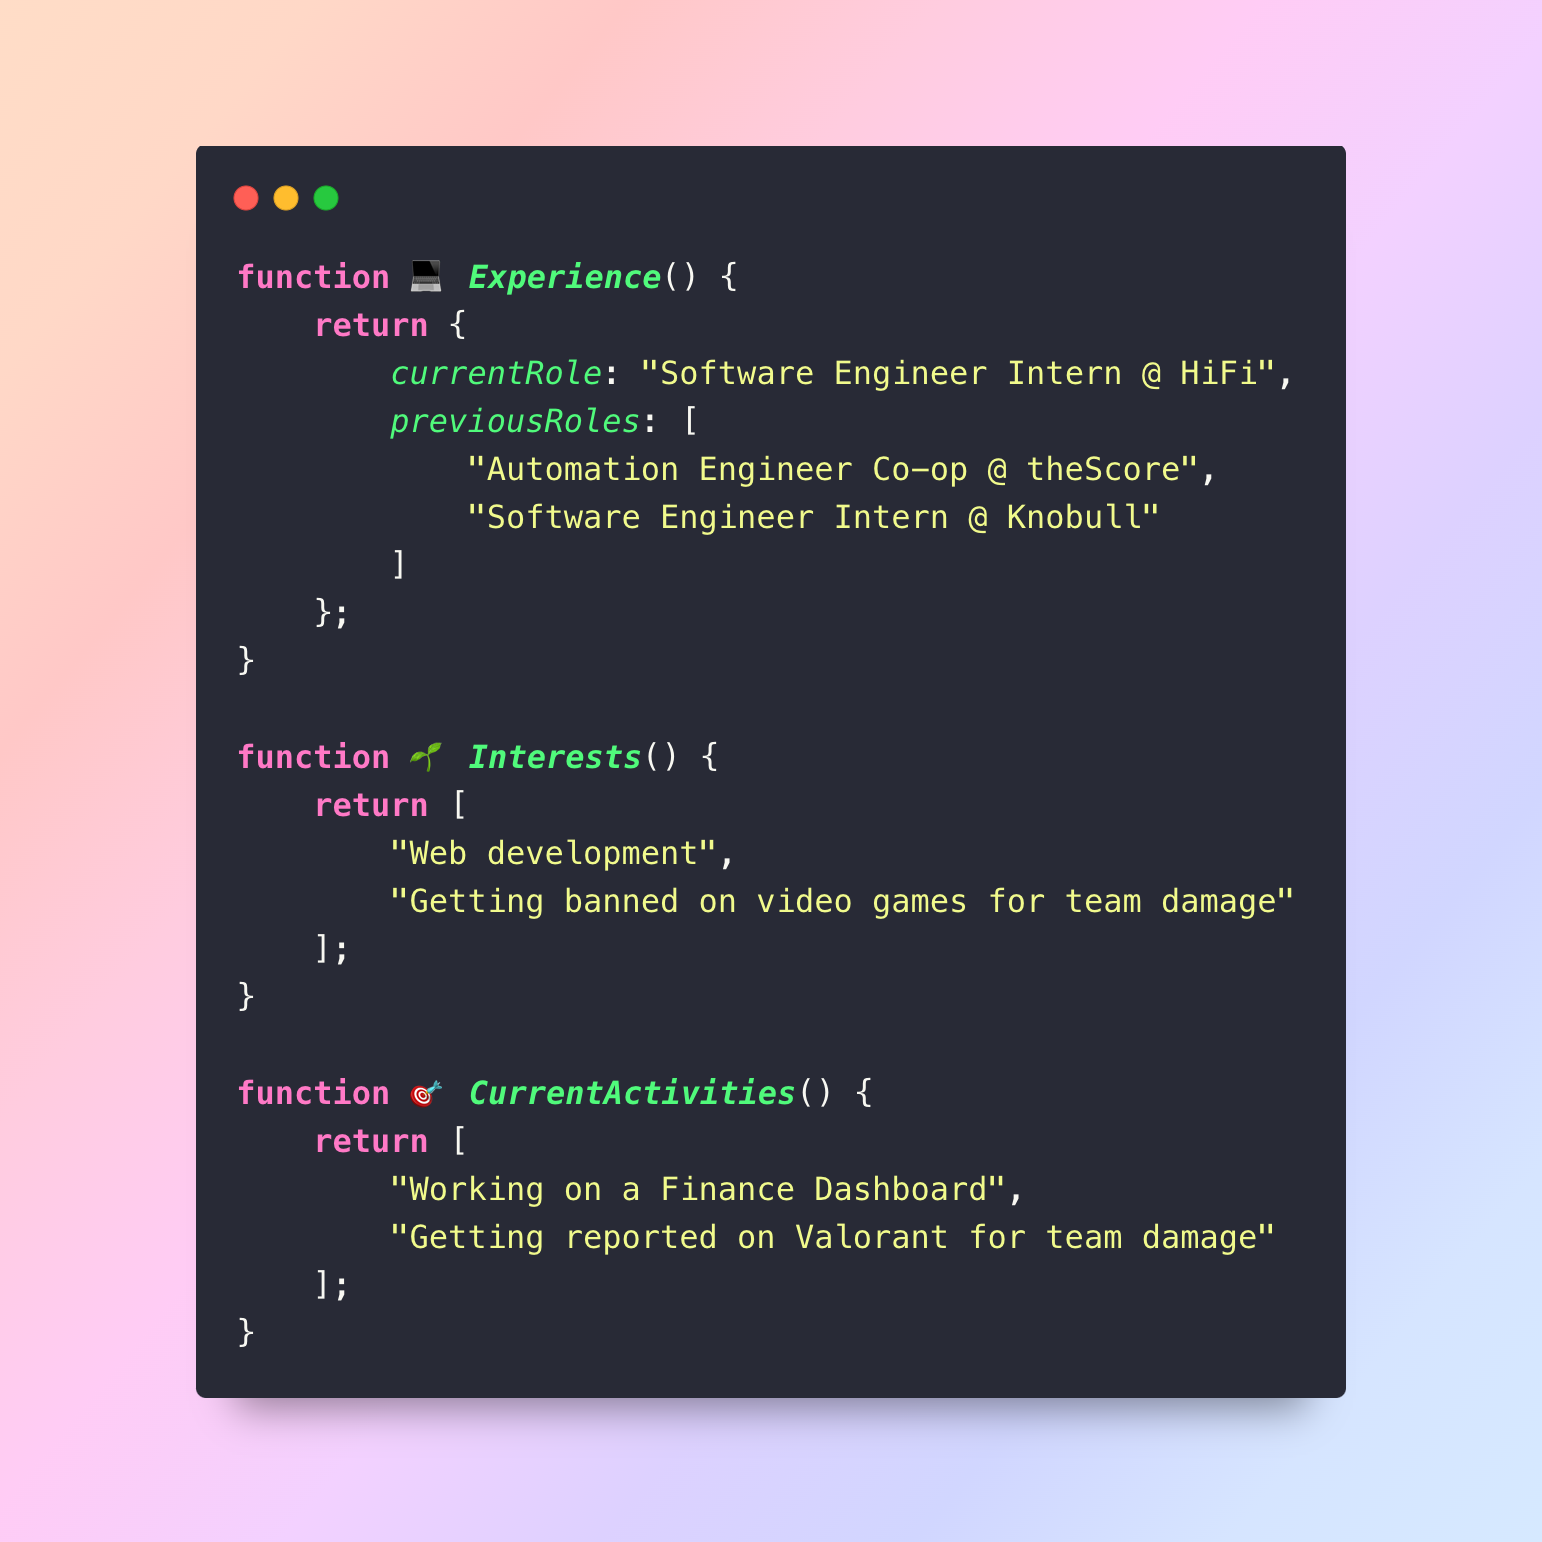 function 💻 Experience() {
    return {
        currentRole: "Software Engineer Intern @ HiFi",
        previousRoles: [
            "Automation Engineer Co-op @ theScore",
            "Software Engineer Intern @ Knobull"
        ]
    };
}

function 🌱 Interests() {
    return [
        "Web development",
        "Getting banned on video games for team damage"
    ];
}

function 🎯 CurrentActivities() {
    return [
        "Working on a Finance Dashboard",
        "Getting reported on Valorant for team damage"
    ];
}